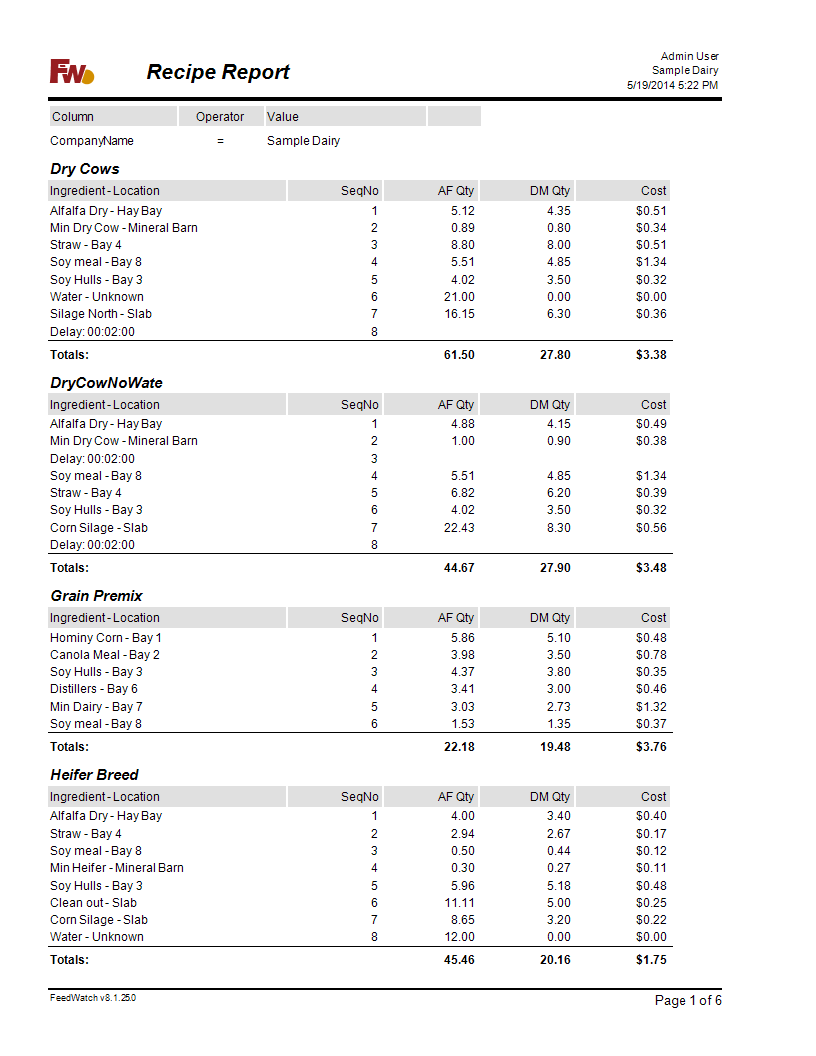 FW
Recipe Report
Admin User
Sample Dairy
5/19/2014 5:22 PM
Column Operator Value
CompanyName = Sample Dairy
Dry Cows
Ingredient - Location SeqNo AF Qty DM Qty Cost
Alfalfa Dry - Hay Bay 1 5.12 4.35 $0.51
Min Dry Cow - Mineral Barn 2 0.89 0.80 $0.34
Straw - Bay 4 3 8.80 8.00 $0.51
Soy meal - Bay 8 4 5.51 4.85 $1.34
Soy Hulls - Bay 3 5 4.02 3.50 $0.32
Water - Unknown 6 21.00 0.00 $0.00
Silage North - Slab 7 16.15 6.30 $0.36
Delay: 00:02:00 8
Totals: 61.50 27.80 $3.38
DryCowNoWate
Ingredient - Location SeqNo AF Qty DM Qty Cost
Alfalfa Dry - Hay Bay 1 4.88 4.15 $0.49
Min Dry Cow - Mineral Barn 2 1.00 0.90 $0.38
Delay: 00:02:00 3
Soy meal - Bay 8 4 5.51 4.85 $1.34
Straw - Bay 4 5 6.82 6.20 $0.39
Soy Hulls - Bay 3 6 4.02 3.50 $0.32
Corn Silage - Slab 7 22.43 8.30 $0.56
Delay: 00:02:00 8
Totals: 44.67 27.90 $3.48
Grain Premix
Ingredient - Location SeqNo AF Qty DM Qty Cost
Hominy Corn - Bay 1 1 5.86 5.10 $0.48
Canola Meal - Bay 2 2 3.98 3.50 $0.78
Soy Hulls - Bay 3 3 4.37 3.80 $0.35
Distillers - Bay 6 4 3.41 3.00 $0.46
Min Dairy - Bay 7 5 3.03 2.73 $1.32
Soy meal - Bay 8 6 1.53 1.35 $0.37
Totals: 22.18 19.48 $3.76
Heifer Breed
Ingredient - Location SeqNo AF Qty DM Qty Cost
Alfalfa Dry - Hay Bay 1 4.00 3.40 $0.40
Straw - Bay 4 2 2.94 2.67 $0.17
Soy meal - Bay 8 3 0.50 0.44 $0.12
Min Heifer - Mineral Barn 4 0.30 0.27 $0.11
Soy Hulls - Bay 3 5 5.96 5.18 $0.48
Clean out - Slab 6 11.11 5.00 $0.25
Corn Silage - Slab 7 8.65 3.20 $0.22
Water - Unknown 8 12.00 0.00 $0.00
Totals: 45.46 20.16 $1.75
FeedWatch v8.1.25.0
Page 1 of 6